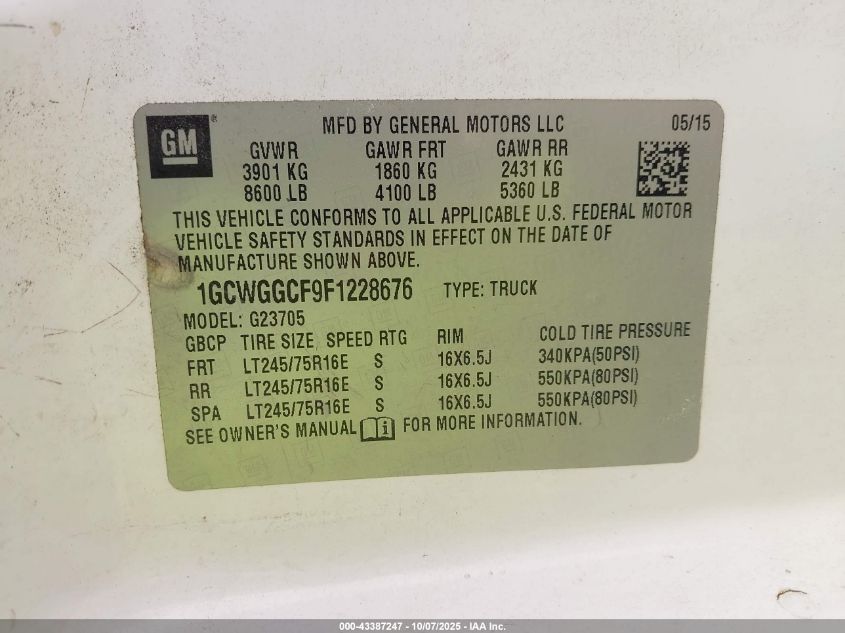 GM®
MFD BY GENERAL MOTORS LLC 05/15
GVWR GAWR FRT GAWR RR
3901 KG 1860 KG 2431 KG
8600 LB 4100 LB 5360 LB
THIS VEHICLE CONFORMS TO ALL APPLICABLE U.S. FEDERAL MOTOR
VEHICLE SAFETY STANDARDS IN EFFECT ON THE DATE OF
MANUFACTURE SHOWN ABOVE.
1GCWGGCF9F1228676 TYPE: TRUCK
MODEL: G23705
GBCP TIRE SIZE SPEED RTG RIM COLD TIRE PRESSURE
FRT LT245/75R16E S 16X6.5J 340KPA(50PSI)
RR LT245/75R16E S 16X6.5J 550KPA(80PSI)
SPA LT245/75R16E S 16X6.5J 550KPA(80PSI)
SEE OWNER'S MANUAL i FOR MORE INFORMATION.
000-43387247 - 10/07/2025 - IAA Inc.